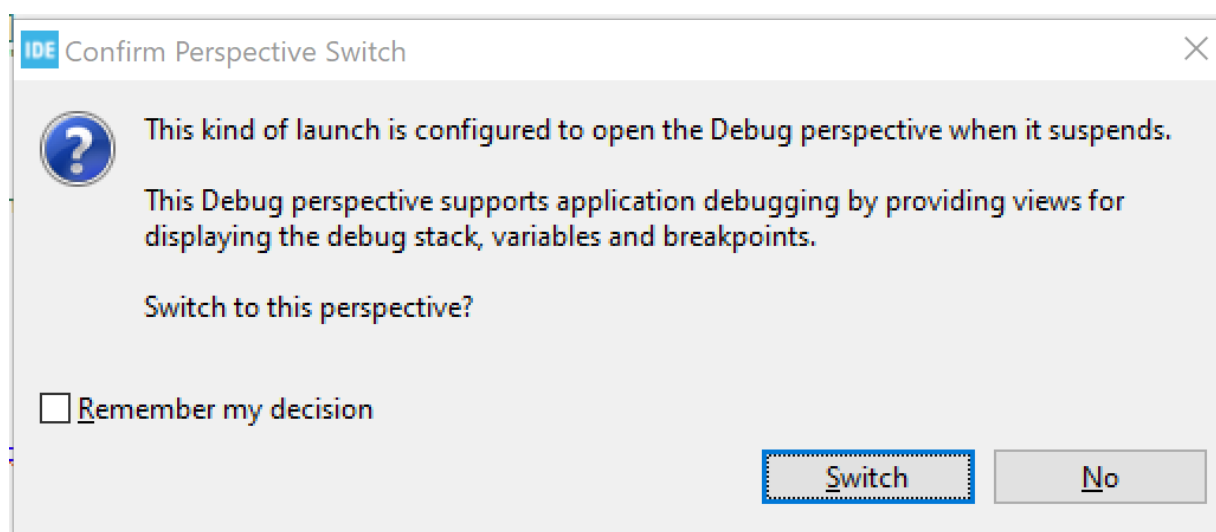 IDE Confirm Perspective Switch
This kind of launch is configured to open the Debug perspective when it suspends.
This Debug perspective supports application debugging by providing views for
displaying the debug stack, variables and breakpoints.
Switch to this perspective?
Remember my decision
Switch No